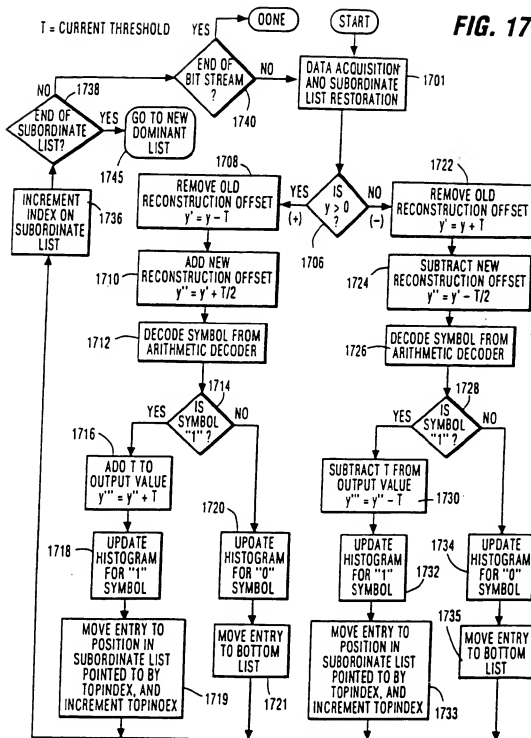 T = CURRENT THRESHOLD
YES
DONE
START
FIG. 17
END OF
BIT STREAM
?
1740
NO
DATA ACQUISITION
AND SUBORDINATE
LIST RESTORATION
1701
NO
1738
END OF
SUBORDINATE
LIST?
YES
GO TO NEW
DOMINANT
LIST
1745
INCREMENT
INDEX ON
SUBORDINATE
LIST
1736
1708
REMOVE OLD
RECONSTRUCTION
OFFSET
y' = y – T
YES
(+)
IS
y > 0
?
1706
NO
(–)
1722
REMOVE OLD
RECONSTRUCTION
OFFSET
y' = y + T
1710
ADD NEW
RECONSTRUCTION
OFFSET
y'' = y' + T/2
1724
SUBTRACT NEW
RECONSTRUCTION
OFFSET
y'' = y' – T/2
1712
DECODE SYMBOL FROM
ARITHMETIC DECODER
1726
DECODE SYMBOL FROM
ARITHMETIC DECODER
1714
YES
IS
SYMBOL
"1" ?
NO
1728
YES
IS
SYMBOL
"1" ?
NO
1716
ADD T TO
OUTPUT VALUE
y''' = y'' + T
SUBTRACT T FROM
OUTPUT VALUE
y''' = y'' – T
1730
1718
UPDATE
HISTOGRAM
FOR "1"
SYMBOL
1720
UPDATE
HISTOGRAM
FOR "0"
SYMBOL
UPDATE
HISTOGRAM
FOR "1"
SYMBOL
1732
1734
UPDATE
HISTOGRAM
FOR "0"
SYMBOL
MOVE ENTRY TO
POSITION IN
SUBORDINATE LIST
POINTED TO BY
TOPINDEX, AND
INCREMENT TOPINDEX
1719
MOVE ENTRY
TO BOTTOM
LIST
1721
MOVE ENTRY TO
POSITION IN
SUBORDINATE LIST
POINTED TO BY
TOPINDEX, AND
INCREMENT TOPINDEX
1733
1735
MOVE ENTRY
TO BOTTOM
LIST